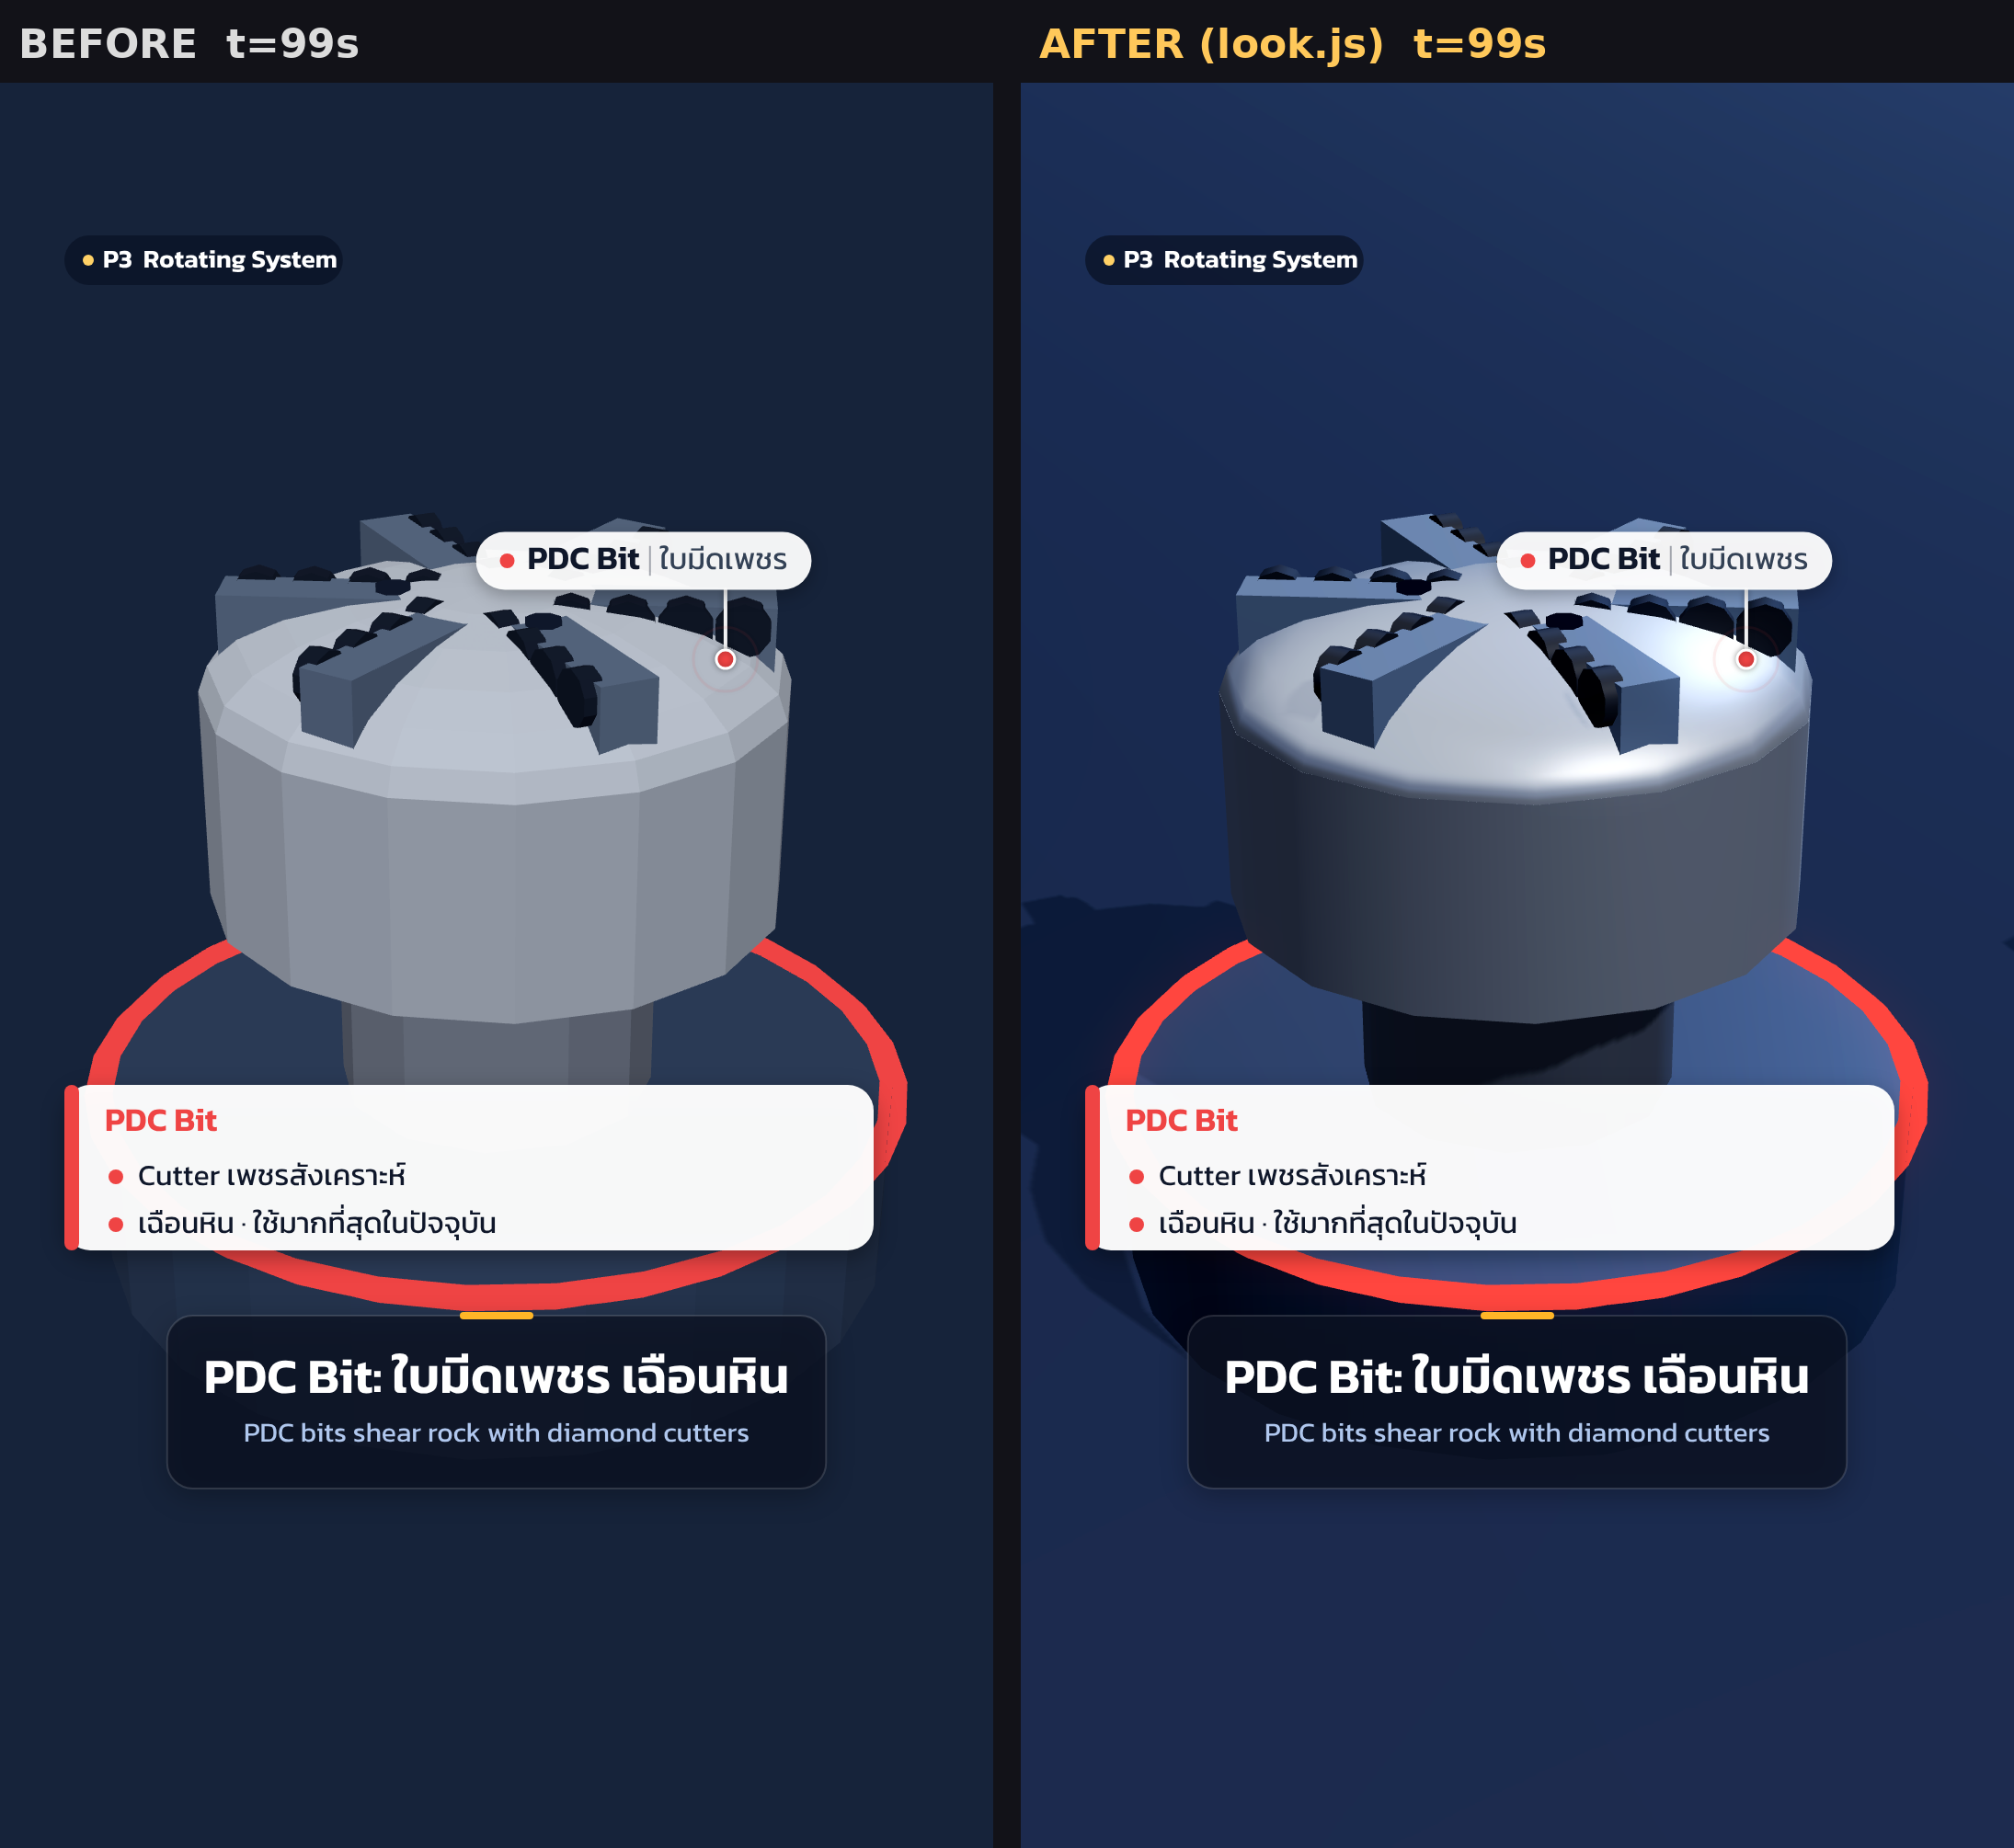 BEFORE t=99s
P3 Rotating System
PDC Bit | ใบมีดเพชร
PDC Bit
Cutter เพชรสังเคราะห์
เฉือนหิน · ใช้มากที่สุดในปัจจุบัน
PDC Bit: ใบมีดเพชร เฉือนหิน
PDC bits shear rock with diamond cutters
AFTER (look.js) t=99s
P3 Rotating System
PDC Bit | ใบมีดเพชร
PDC Bit
Cutter เพชรสังเคราะห์
เฉือนหิน · ใช้มากที่สุดในปัจจุบัน
PDC Bit: ใบมีดเพชร เฉือนหิน
PDC bits shear rock with diamond cutters